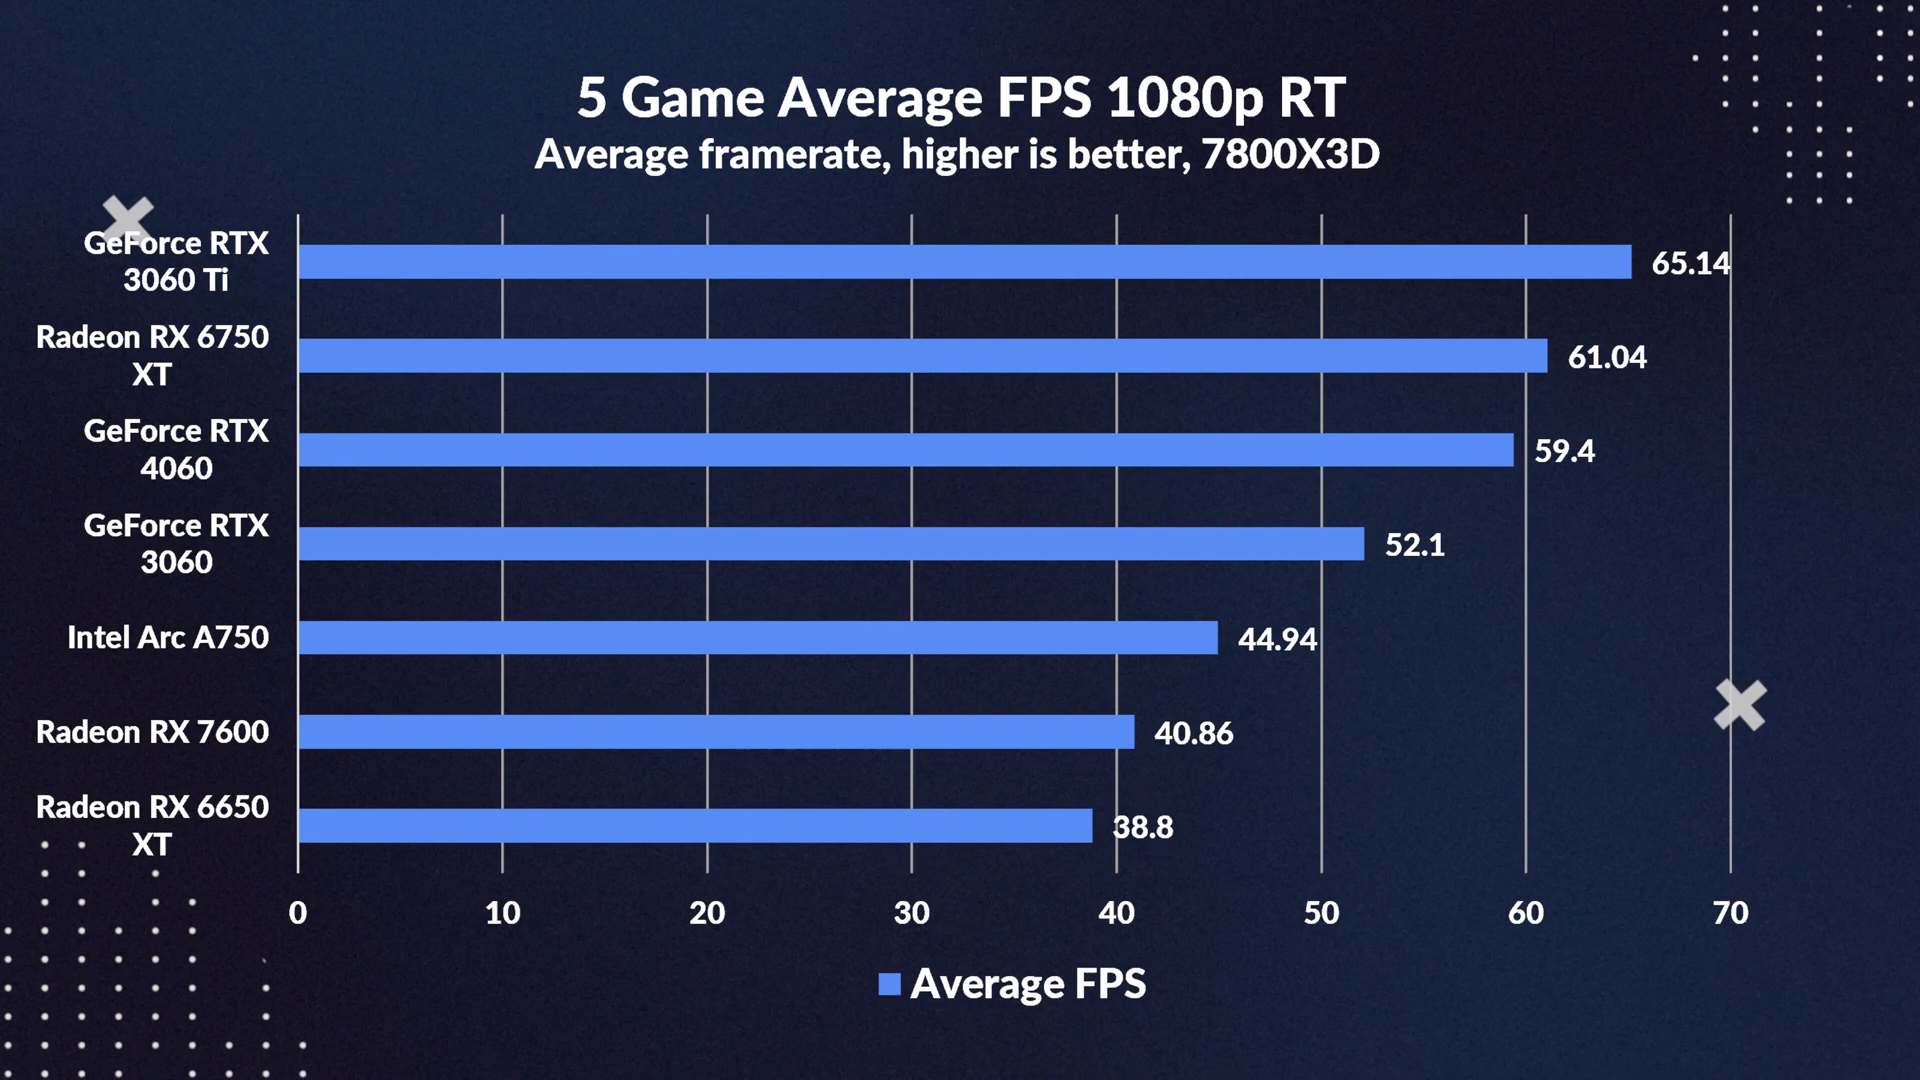 5 Game Average FPS 1080p RT
Average framerate, higher is better, 7800X3D
GeForce RTX
3060 Ti
65.14
Radeon RX 6750
XT
61.04
GeForce RTX
4060
59.4
GeForce RTX
3060
52.1
Intel Arc A750
44.94
Radeon RX 7600
40.86
Radeon RX 6650
XT
38.8
0 10 20 30 40 50 60 70
Average FPS